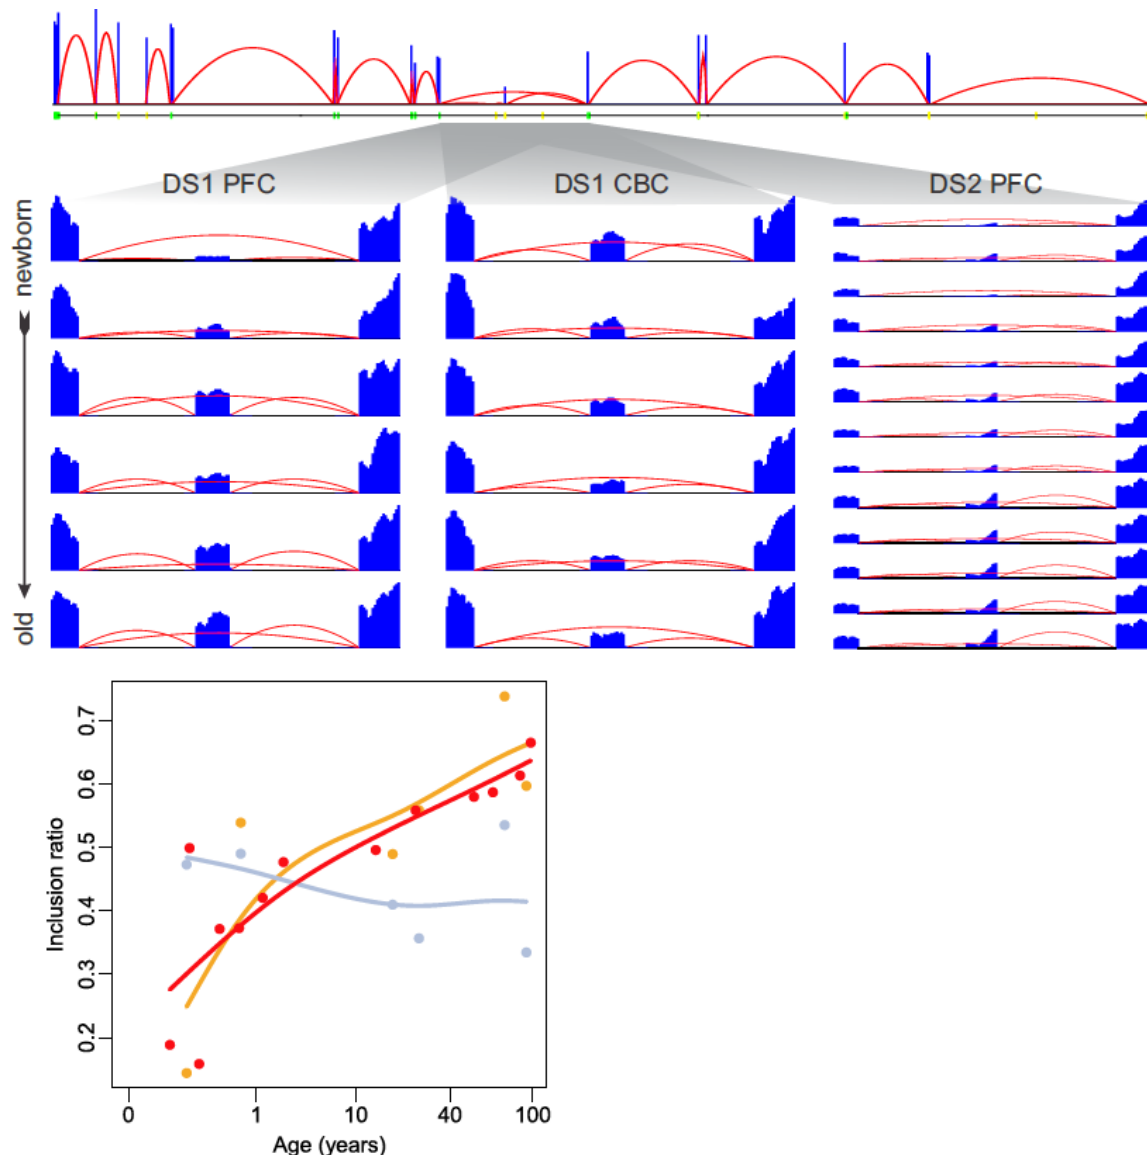 DS1 PFC
DS1 CBC
DS2 PFC
newborn
old
0.7
0.6
0.5
0.4
0.3
0.2
Inclusion ratio
0
1
10
40
100
Age (years)